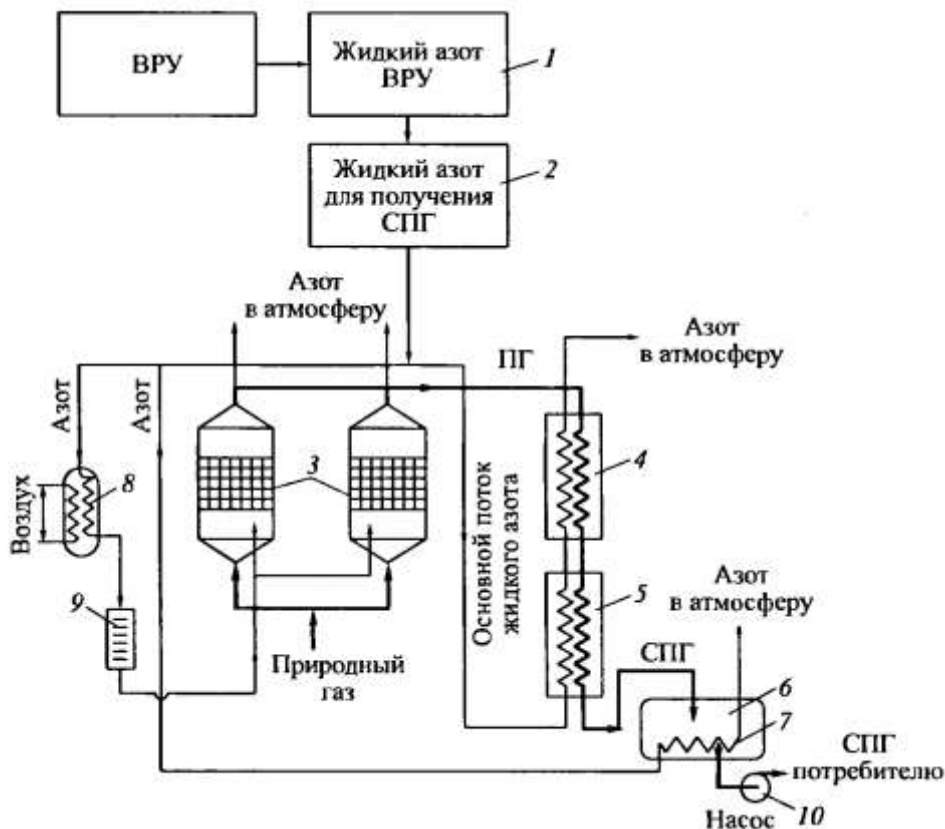 ВРУ
Жидкий азот
ВРУ
1
Жидкий азот
для получения
СПГ
2
Азот
в атмосферу
Азот
в атмосферу
ПГ
Азот
Азот
3
4
8
Воздух
Основной поток
жидкого азота
5
Азот
в атмосферу
9
Природный
газ
СПГ
6
7
СПГ
потребителю
Насос
10